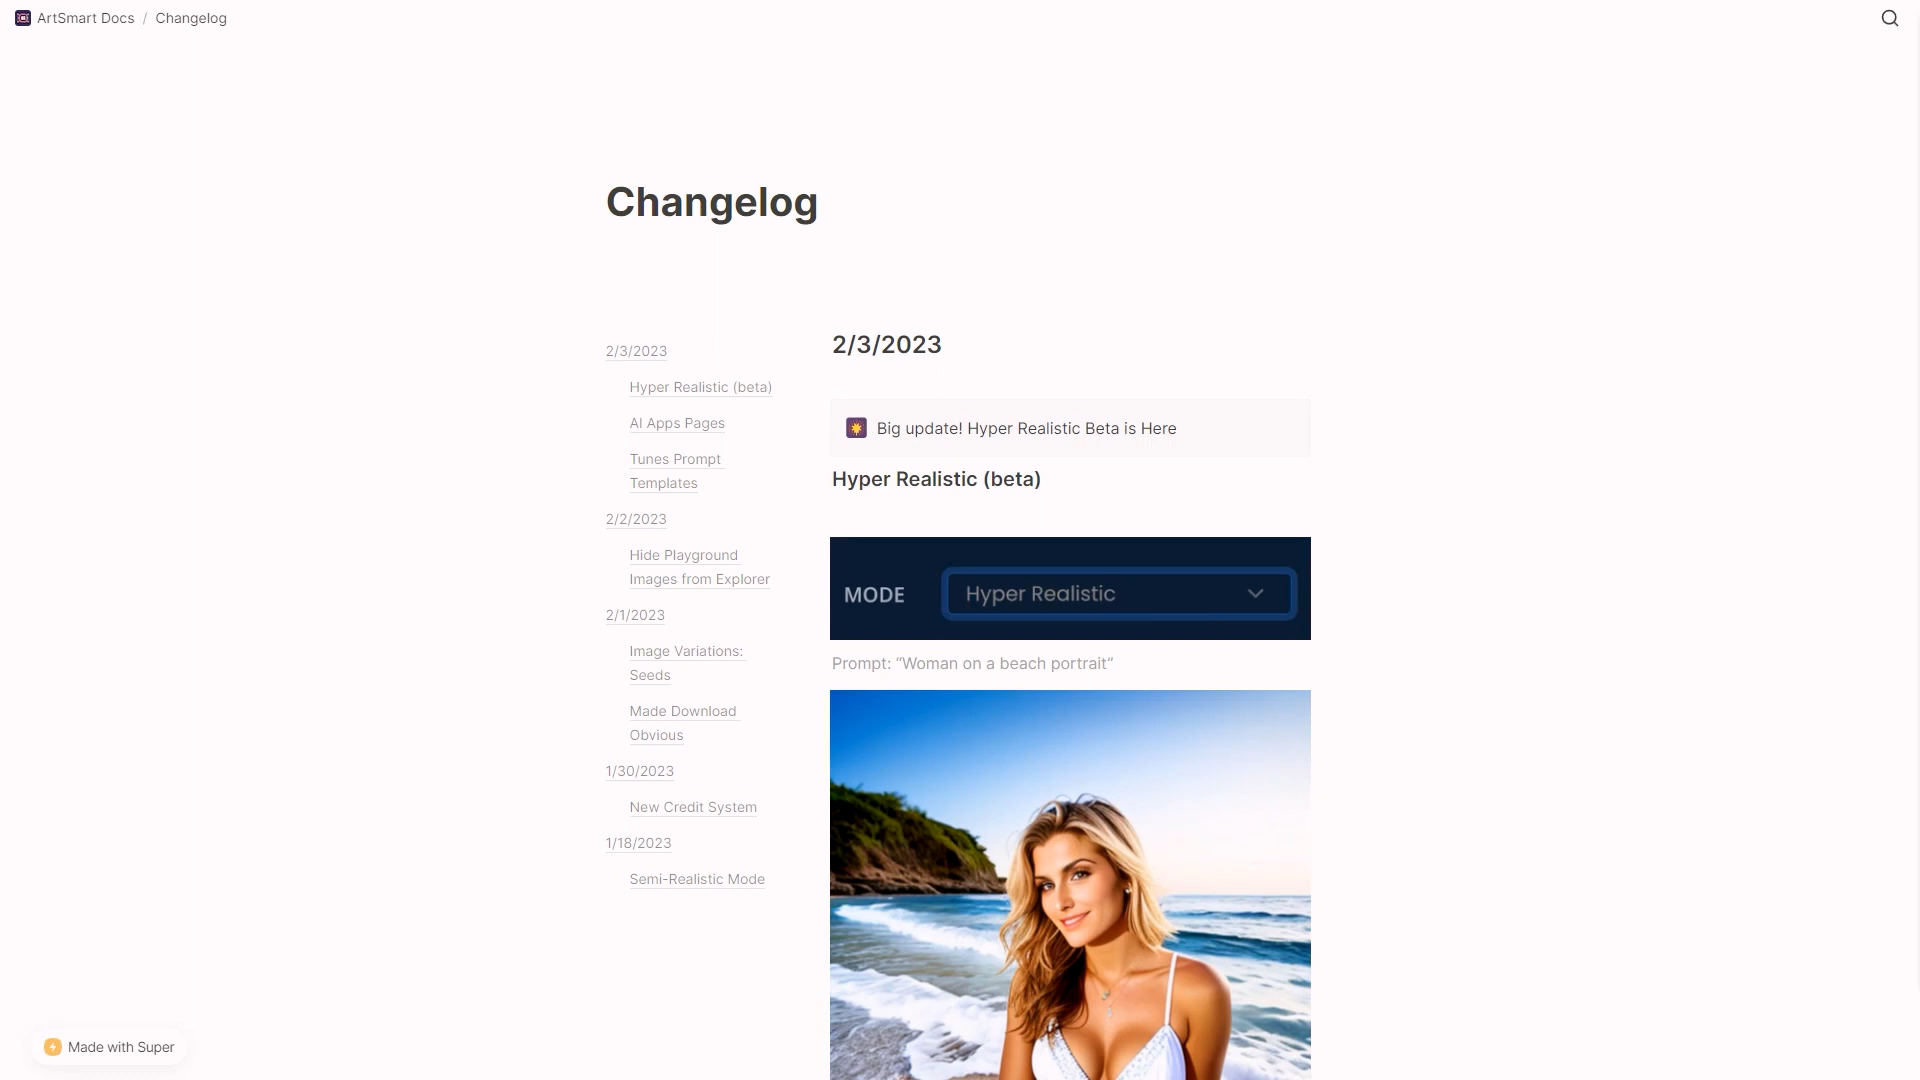 ArtSmart Docs / Changelog
Changelog
2/3/2023
Hyper Realistic (beta)
AI Apps Pages
Tunes Prompt
Templates
2/2/2023
Hide Playground
Images from Explorer
2/1/2023
Image Variations:
Seeds
Made Download
Obvious
1/30/2023
New Credit System
1/18/2023
Semi-Realistic Mode
2/3/2023
Big update! Hyper Realistic Beta is Here
Hyper Realistic (beta)
MODE Hyper Realistic
Prompt: “Woman on a beach portrait”
Made with Super